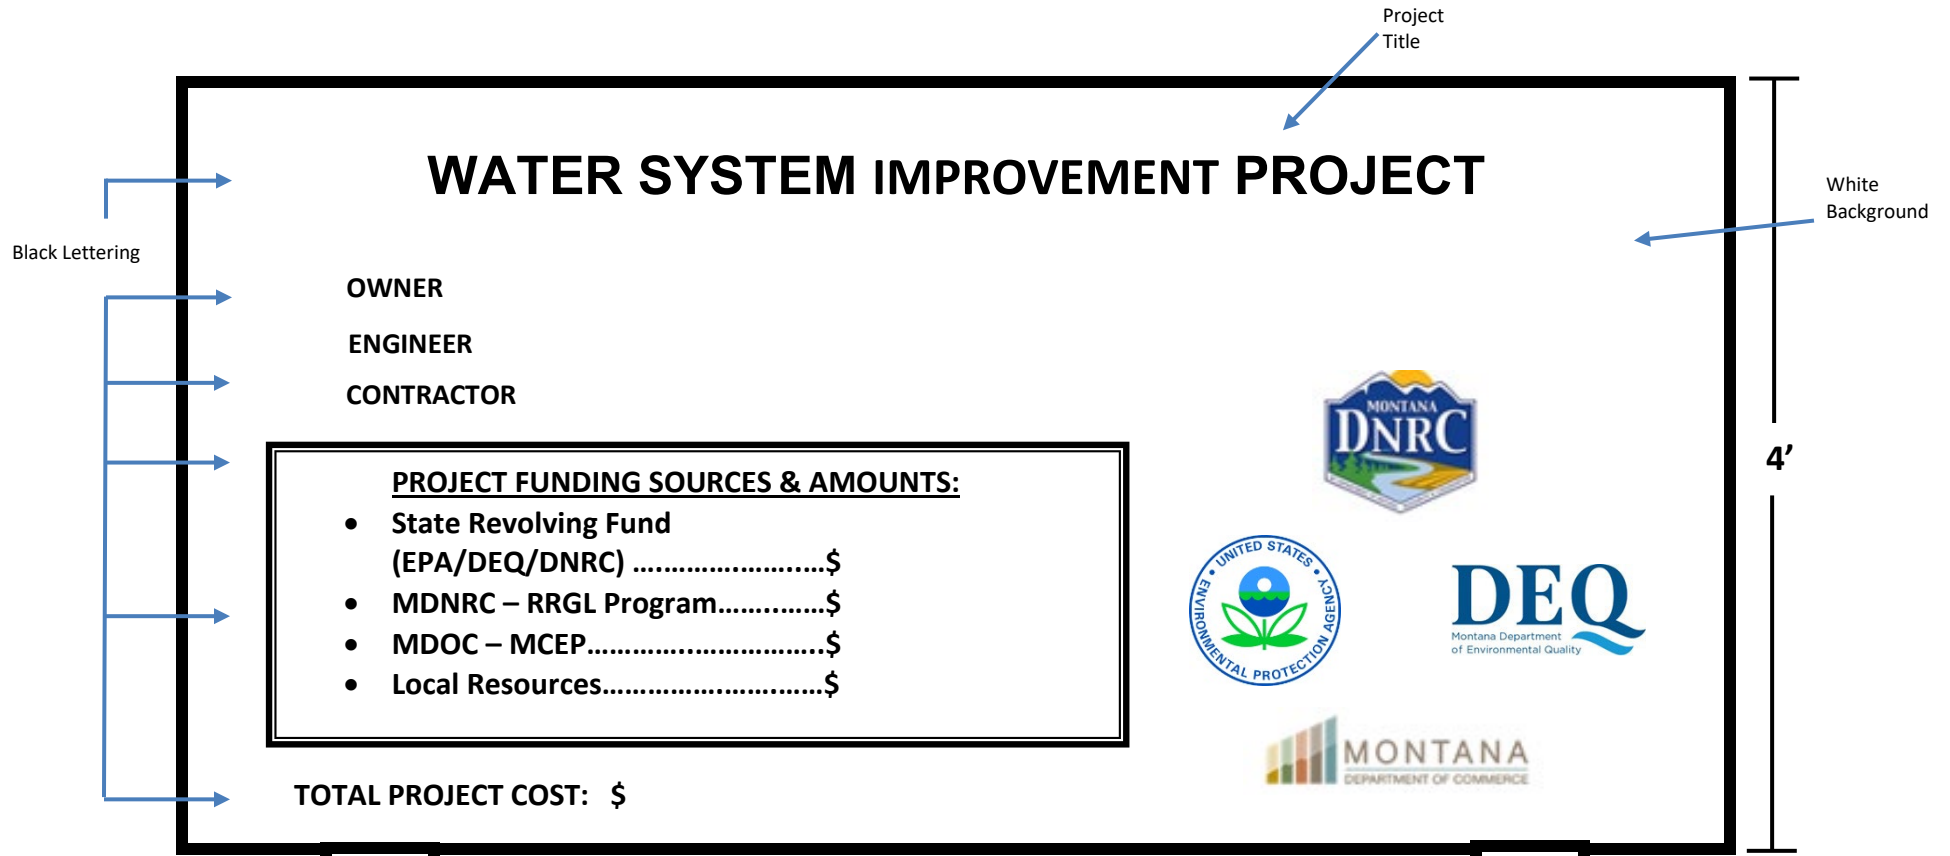 Project
Title
WATER SYSTEM IMPROVEMENT PROJECT
White
Background
Black Lettering
OWNER
ENGINEER
CONTRACTOR
MONTANA
DNRC
4’
PROJECT FUNDING SOURCES & AMOUNTS:
• State Revolving Fund
(EPA/DEQ/DNRC) ….……….……..…$
• MDNRC – RRGL Program……..……$
• MDOC – MCEP…………..……………..$
• Local Resources…………….…….……$
UNITED STATES
ENVIRONMENTAL PROTECTION AGENCY
DEQ
Montana Department
of Environmental Quality
MONTANA
DEPARTMENT OF COMMERCE
TOTAL PROJECT COST: $